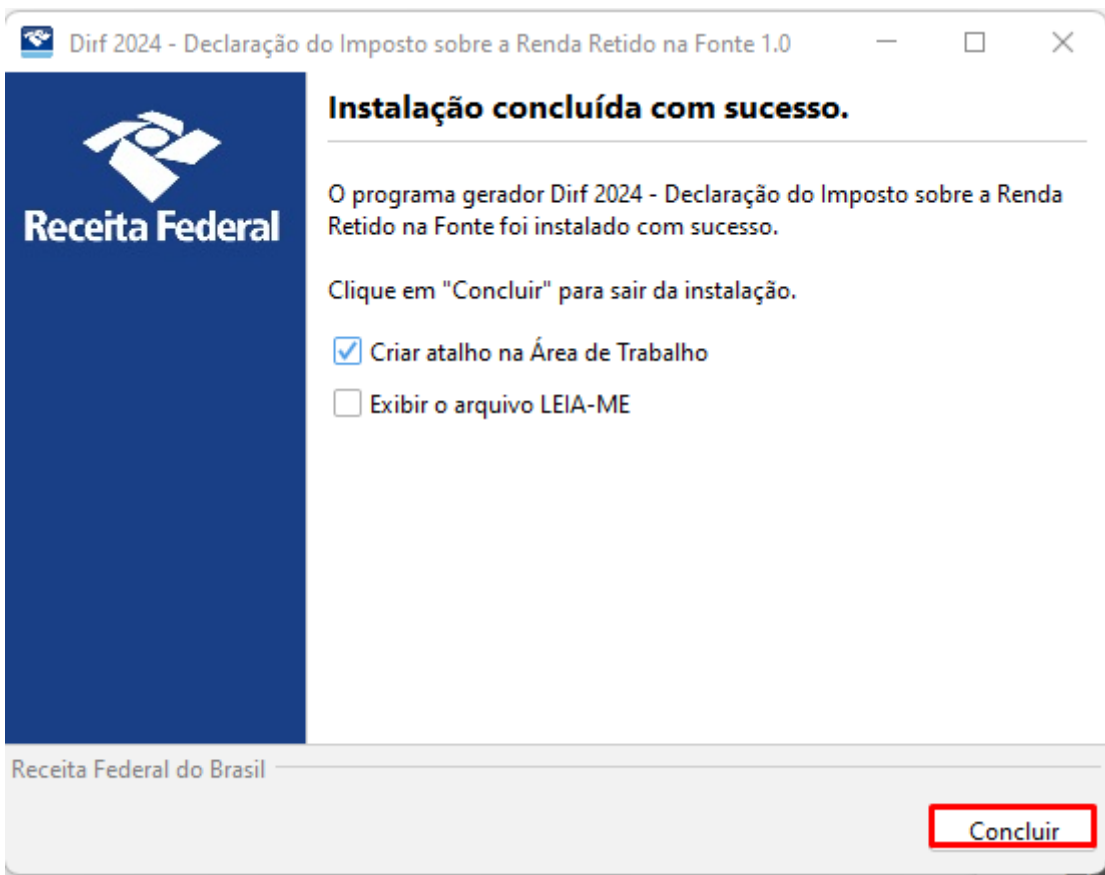 Dirf 2024 - Declaração do Imposto sobre a Renda Retido na Fonte 1.0
Receita Federal
Instalação concluída com sucesso.
O programa gerador Dirf 2024 - Declaração do Imposto sobre a Renda
Retido na Fonte foi instalado com sucesso.
Clique em "Concluir" para sair da instalação.
Criar atalho na Área de Trabalho
Exibir o arquivo LEIA-ME
Receita Federal do Brasil
Concluir